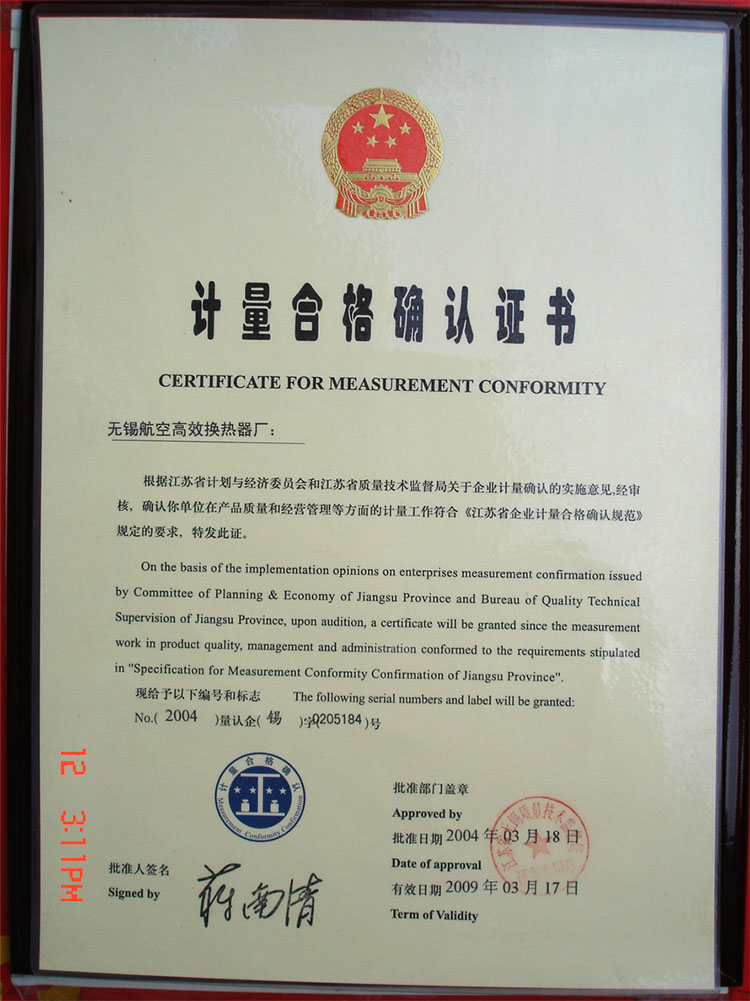 计量合格确认证书
CERTIFICATE FOR MEASUREMENT CONFORMITY
无锡航空高效换热器厂：
根据江苏省计划与经济委员会和江苏省质量技术监督局关于企业计量确认的实施意见,经审
核，确认你单位在产品质量和经营管理等方面的计量工作符合《江苏省企业计量合格确认规范》
规定的要求，特发此证。
On the basis of the implementation opinions on enterprises measurement confirmation issued
by Committee of Planning & Economy of Jiangsu Province and Bureau of Quality Technical
Supervision of Jiangsu Province, upon audition, a certificate will be granted since the measurement
work in product quality, management and administration conformed to the requirements stipulated
in "Specification for Measurement Conformity Confirmation of Jiangsu Province".
现给予以下编号和标志 The following serial numbers and label will be granted:
No.( 2004 )量认企( 锡 )字(0205184)号
计量合格确认
Measurement Conformity Confirmation
批准部门盖章
Approved by
批准日期 2004 年 03 月 18 日
Date of approval
有效日期 2009 年 03 月 17 日
Term of Validity
批准人签名
Signed by
12 3:11PM